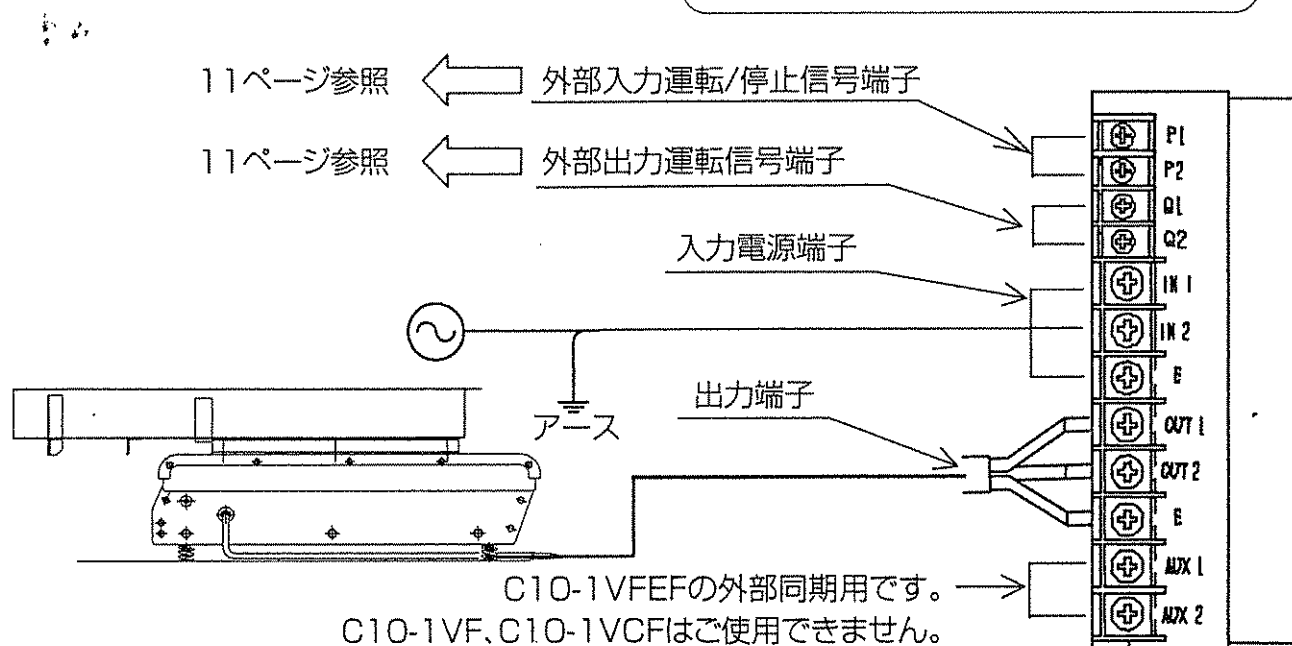 11ページ参照 外部入力運転/停止信号端子
11ページ参照 外部出力運転信号端子
入力電源端子
アース
出力端子
C10-1VFEFの外部同期用です。
C10-1VF、C10-1VCFはご使用できません。
P1
P2
Q1
Q2
IN 1
IN 2
E
OUT 1
OUT 2
E
AUX 1
AUX 2